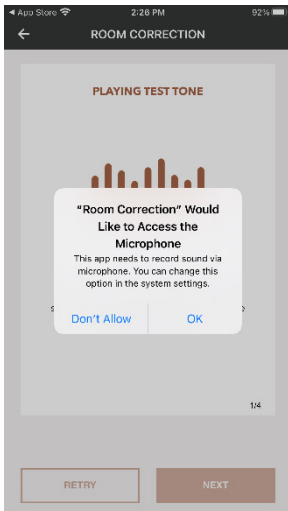 ◀ App Store 2:26 PM 92%
ROOM CORRECTION
PLAYING TEST TONE
“Room Correction” Would
Like to Access the
Microphone
This app needs to record sound via
microphone. You can change this
option in the system settings.
Don't Allow OK
1/4
RETRY NEXT